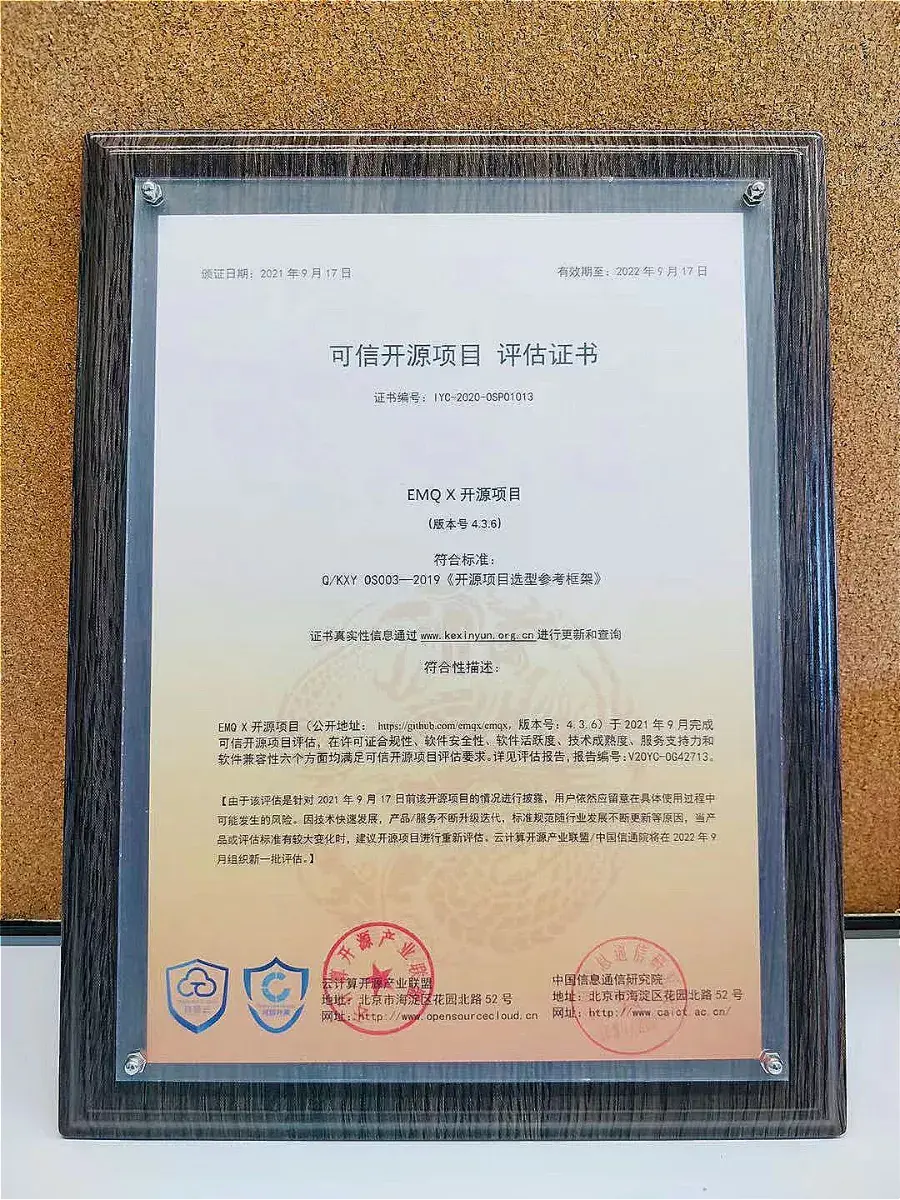 颁证日期：2021 年 9 月 17 日
有效期至：2022 年 9 月 17 日
可信开源项目 评估证书
证书编号：IYC-2020-OSP01013
EMQ X 开源项目
(版本号 4.3.6)
符合标准：
Q/KXY OS003—2019《开源项目选型参考框架》
证书真实性信息通过 www.kexinyun.org.cn 进行更新和查询
符合性描述：
EMQ X 开源项目（公开地址： https://github.com/emqx/emqx，版本号：4.3.6）于 2021 年 9 月完成
可信开源项目评估，在许可证合规性、软件安全性、软件活跃度、技术成熟度、服务支持力和
软件兼容性六个方面均满足可信开源项目评估要求。详见评估报告，报告编号：V20YC-0G42713。
【由于该评估是针对 2021 年 9 月 17 日前该开源项目的情况进行披露，用户依然应留意在具体使用过程中
可能发生的风险。因技术快速发展，产品/服务不断升级迭代，标准规范随行业发展不断更新等原因，当产
品或评估标准有较大变化时，建议开源项目进行重新评估。云计算开源产业联盟/中国信通院将在 2022 年 9
月组织新一批评估。】
云计算开源产业联盟
地址：北京市海淀区花园北路 52 号
网址：http://www.opensourcecloud.cn
中国信息通信研究院
地址：北京市海淀区花园北路 52 号
网址：http://www.caict.ac.cn/